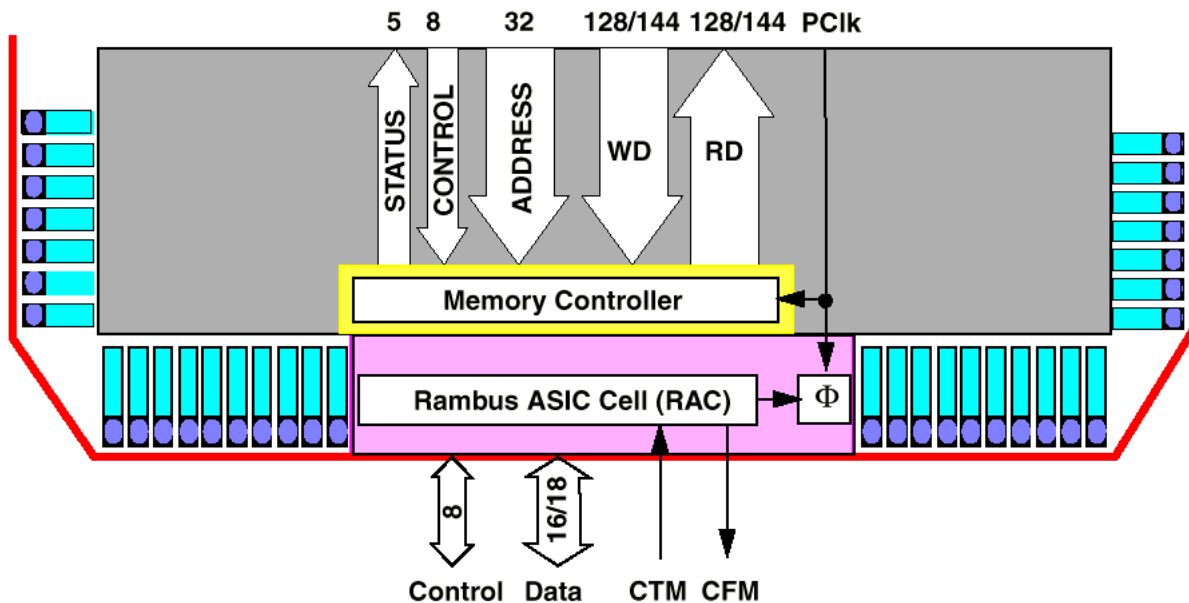 5 8 32 128/144 128/144 PClk
STATUS
CONTROL
ADDRESS
WD
RD
Memory Controller
Rambus ASIC Cell (RAC)
Φ
8
16/18
Control Data CTM CFM